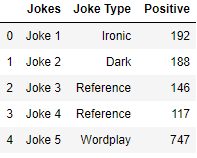 Jokes Joke Type Positive
0 Joke 1 Ironic 192
1 Joke 2 Dark 188
2 Joke 3 Reference 146
3 Joke 4 Reference 117
4 Joke 5 Wordplay 747